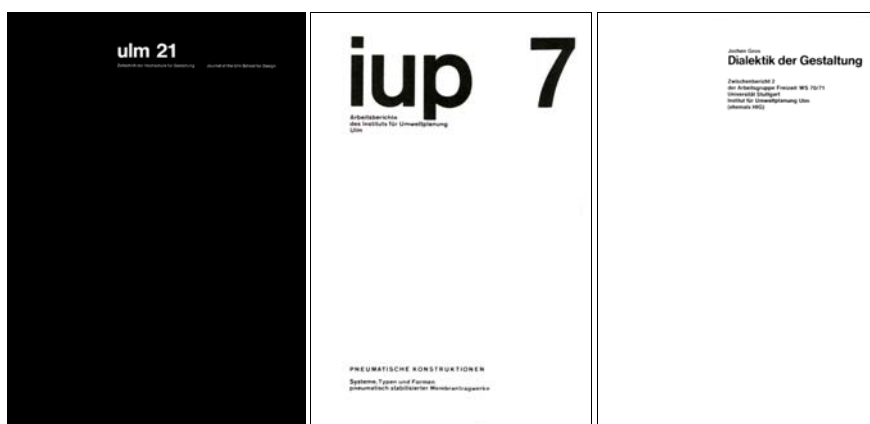 ulm 21
Zeitschrift der Hochschule für Gestaltung Journal of the Ulm School for Design
iup 7
Arbeitsberichte
des Instituts für Umweltplanung
Ulm
PNEUMATISCHE KONSTRUKTIONEN
Systeme, Typen und Formen
pneumatisch stabilisierter Membrantragwerke
Jochen Gros
Dialektik der Gestaltung
Zwischenbericht 2
der Arbeitsgruppe Freizeit WS 70/71
Universität Stuttgart
Institut für Umweltplanung Ulm
(ehemals HfG)